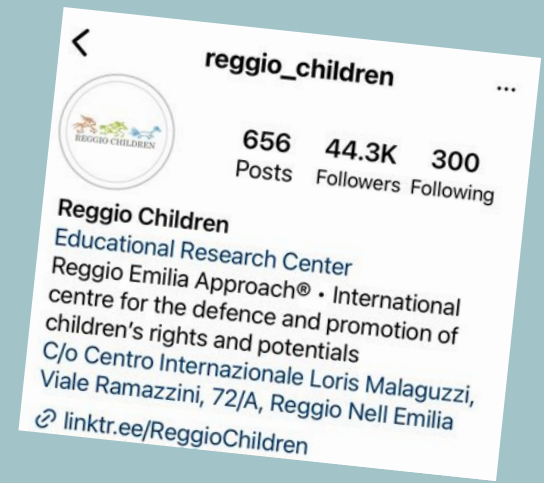 reggio_children
REGGIO CHILDREN
656 44.3K 300
Posts Followers Following
Reggio Children
Educational Research Center
Reggio Emilia Approach® • International
centre for the defence and promotion of
children's rights and potentials
C/o Centro Internazionale Loris Malaguzzi,
Viale Ramazzini, 72/A, Reggio Nell Emilia
linktr.ee/ReggioChildren